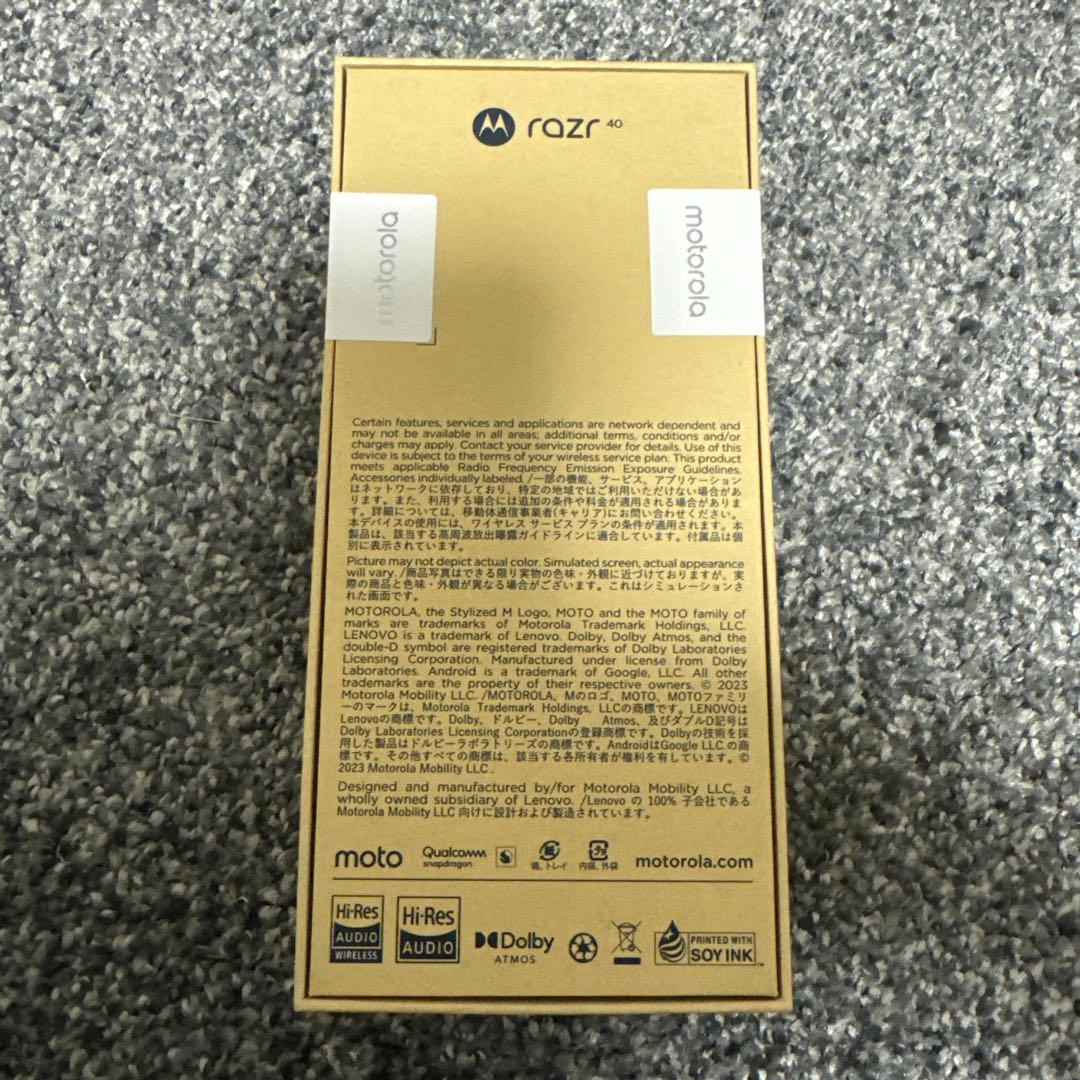 razr 40
motorola
motorola
Certain features, services and applications are network dependent and
may not be available in all areas; additional terms, conditions and/or
charges may apply. Contact your service provider for details. Use of this
device is subject to the terms of your wireless service plan. This product
meets applicable Radio Frequency Emission Exposure Guidelines.
Accessories individually labeled. /一部の機能、サービス、アプリケーション
はネットワークに依存しており、特定の地域ではご利用いただけない場合があ
ります。また、利用する場合には追加の条件や料金が適用される場合がありま
す。詳細については、移動体通信事業者(キャリア)にお問い合わせください。
本デバイスの使用には、ワイヤレス サービス プランの条件が適用されます。本
製品は、該当する高周波放出曝露ガイドラインに適合しています。付属品は個
別に表示されています。
Picture may not depict actual color. Simulated screen, actual appearance
will vary. /商品写真はできる限り実物の色味・外観に近づけておりますが、実
際の商品と色味・外観が異なる場合がございます。これはシミュレーションさ
れた画面です。
MOTOROLA, the Stylized M Logo, MOTO and the MOTO family of
marks are trademarks of Motorola Trademark Holdings, LLC.
LENOVO is a trademark of Lenovo. Dolby, Dolby Atmos, and the
double-D symbol are registered trademarks of Dolby Laboratories
Licensing Corporation. Manufactured under license from Dolby
Laboratories. Android is a trademark of Google, LLC. All other
trademarks are the property of their respective owners. © 2023
Motorola Mobility LLC. /MOTOROLA、Mのロゴ、MOTO、MOTOファミリ
ーのマークは、Motorola Trademark Holdings, LLCの商標です。LENOVOは
Lenovoの商標です。Dolby、ドルビー、Dolby Atmos、及びダブルD記号は
Dolby Laboratories Licensing Corporationの登録商標です。Dolbyの技術を採
用した製品はドルビーラボラトリーズの商標です。AndroidはGoogle LLC.の商
標です。その他すべての商標は、該当する各所有者が権利を有しています。©
2023 Motorola Mobility LLC.
Designed and manufactured by/for Motorola Mobility LLC, a
wholly owned subsidiary of Lenovo. /Lenovo の 100% 子会社である
Motorola Mobility LLC 向けに設計および製造されています。
moto Qualcomm snapdragon 紙 箱、トレイ プラ 内袋、外袋 motorola.com
Hi-Res AUDIO WIRELESS
Hi-Res AUDIO
Dolby ATMOS
PRINTED WITH SOY INK ™